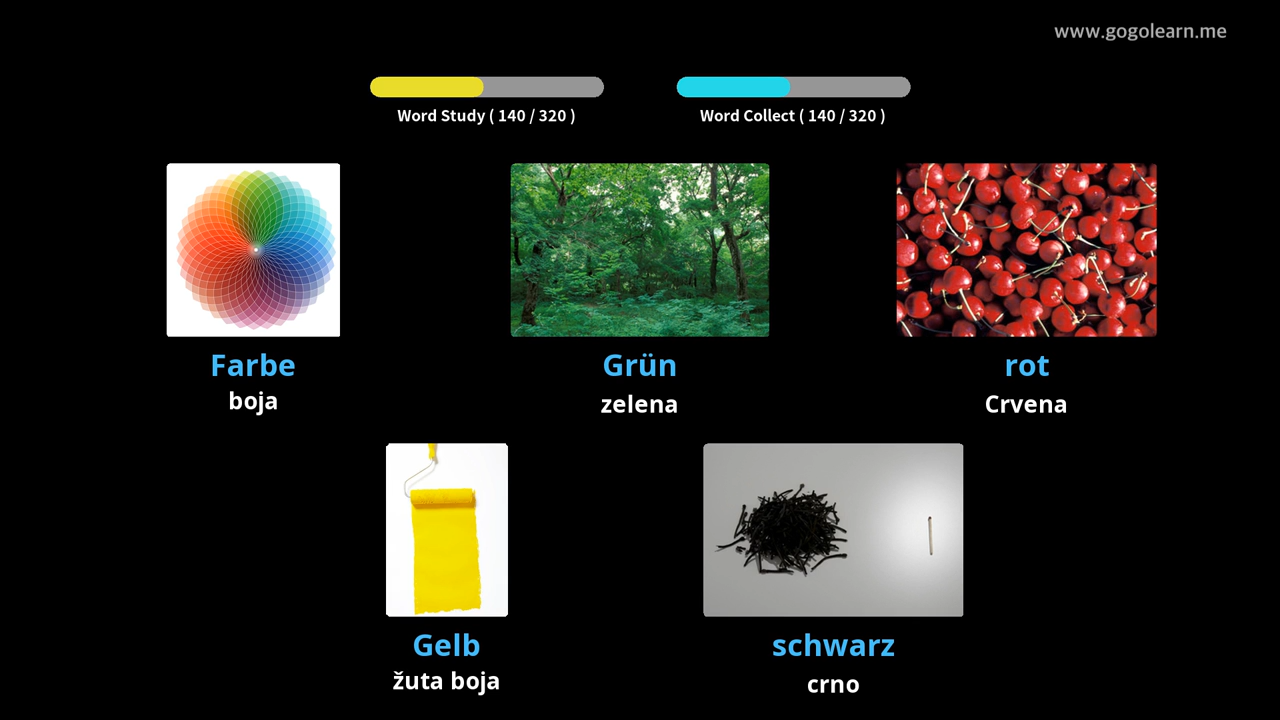 www.gogolearn.me
Word Study ( 140 / 320 )
Word Collect ( 140 / 320 )
Farbe
boja
Grün
zelena
rot
Crvena
Gelb
žuta boja
schwarz
crno